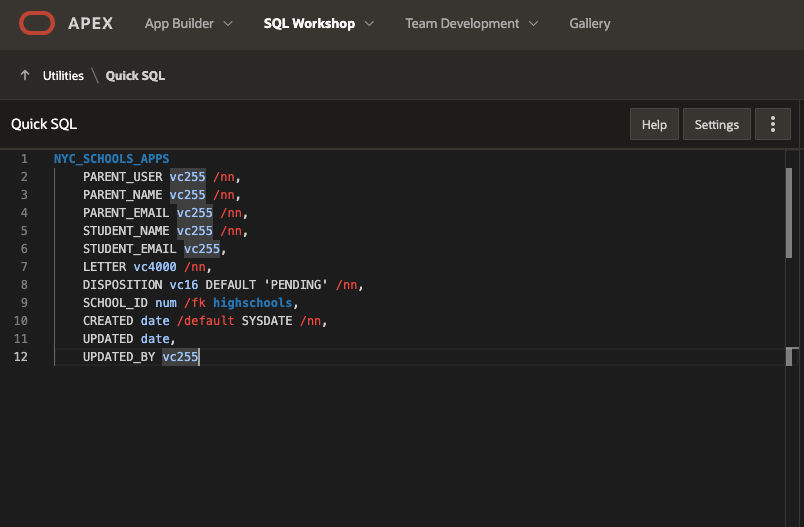 APEX App Builder SQL Workshop Team Development Gallery
Utilities \ Quick SQL
Quick SQL Help Settings
1 NYC_SCHOOLS_APPS
2 PARENT_USER vc255 /nn,
3 PARENT_NAME vc255 /nn,
4 PARENT_EMAIL vc255 /nn,
5 STUDENT_NAME vc255 /nn,
6 STUDENT_EMAIL vc255,
7 LETTER vc4000 /nn,
8 DISPOSITION vc16 DEFAULT 'PENDING' /nn,
9 SCHOOL_ID num /fk highschools,
10 CREATED date /default SYSDATE /nn,
11 UPDATED date,
12 UPDATED_BY vc255